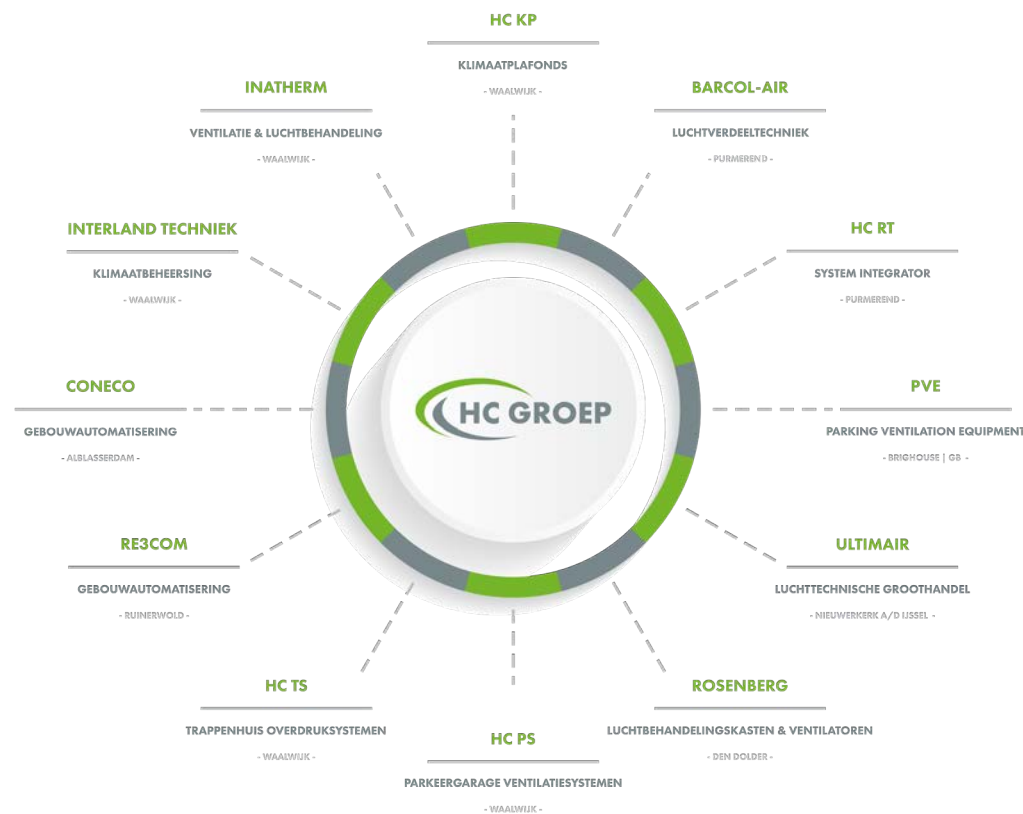 HC KP
KLIMAATPLAFONDS
- WAALWIJK -
BARCOL-AIR
LUCHTVERDEELTECHNIEK
- PURMEREND -
HC RT
SYSTEM INTEGRATOR
- PURMEREND -
PVE
PARKING VENTILATION EQUIPMENT
- BRIGHOUSE | GB -
ULTIMAIR
LUCHTTECHNISCHE GROOTHANDEL
- NIEUWERKERK A/D IJSSEL -
ROSENBERG
LUCHTBEHANDELINGSKASTEN & VENTILATOREN
- DEN DOLDER -
HC PS
PARKEERGARAGE VENTILATIESYSTEMEN
- WAALWIJK -
HC TS
TRAPPENHUIS OVERDRUKSYSTEMEN
- WAALWIJK -
RE3COM
GEBOUWAUTOMATISERING
- RUINERWOLD -
CONECO
GEBOUWAUTOMATISERING
- ALBLASSERDAM -
INTERLAND TECHNIEK
KLIMAATBEHEERSING
- WAALWIJK -
INATHERM
VENTILATIE & LUCHTBEHANDELING
- WAALWIJK -
HC GROEP